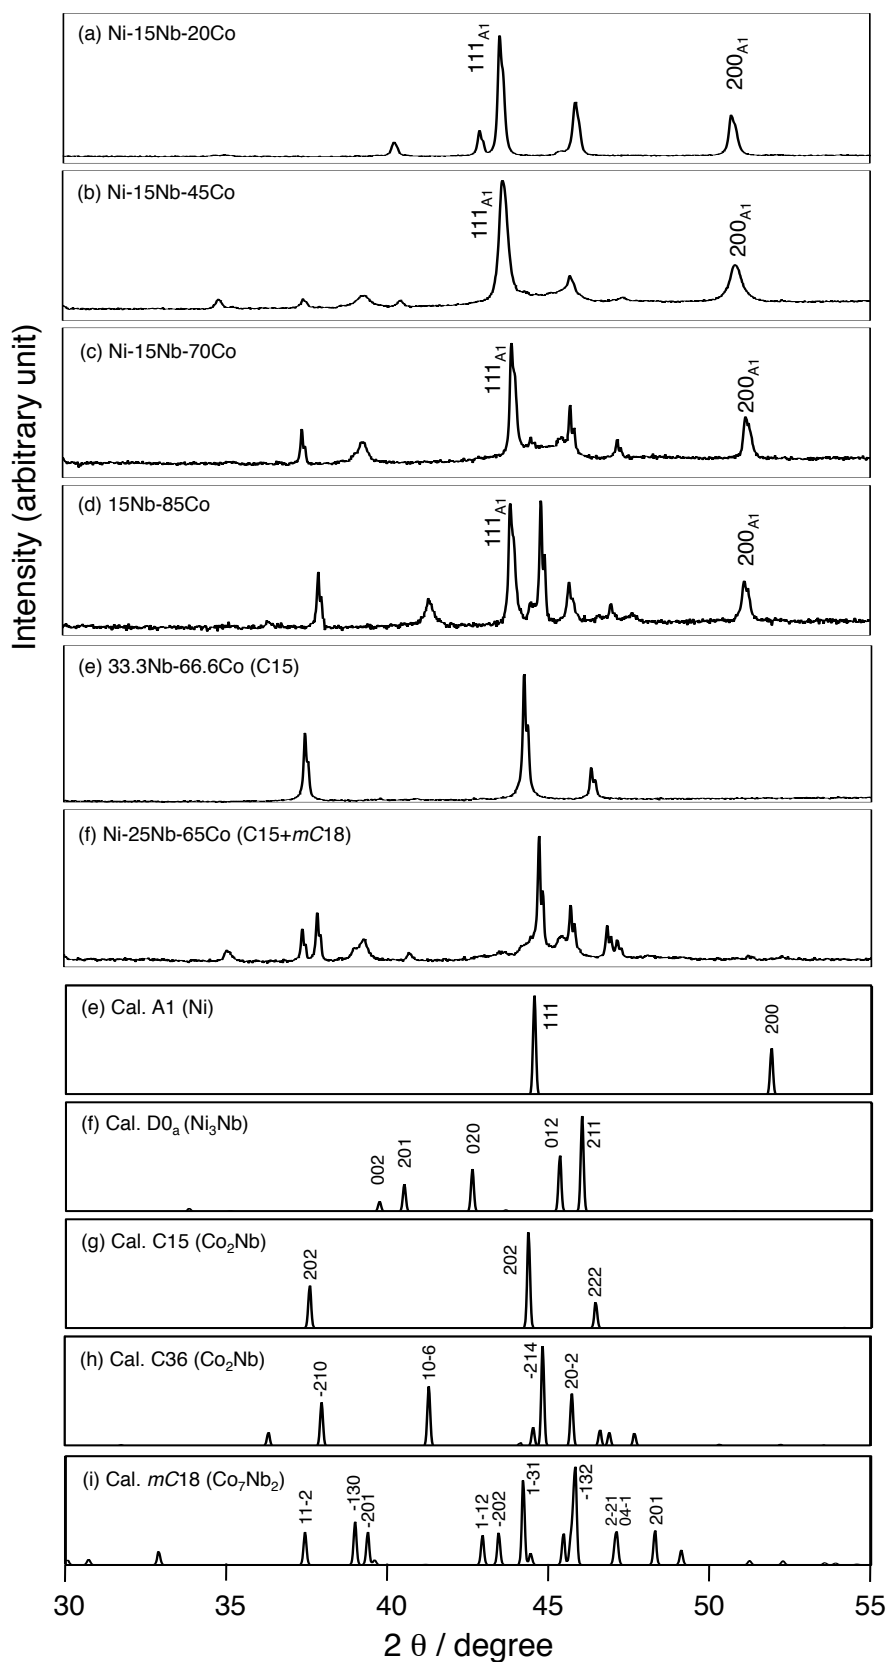 (a) Ni-15Nb-20Co
111A1
200A1
(b) Ni-15Nb-45Co
111A1
200A1
(c) Ni-15Nb-70Co
111A1
200A1
(d) 15Nb-85Co
111A1
200A1
(e) 33.3Nb-66.6Co (C15)
(f) Ni-25Nb-65Co (C15+mC18)
(e) Cal. A1 (Ni)
111
200
(f) Cal. D0a (Ni3Nb)
002
201
020
012
211
(g) Cal. C15 (Co2Nb)
202
202
222
(h) Cal. C36 (Co2Nb)
-210
10-6
-214
20-2
(i) Cal. mC18 (Co7Nb2)
11-2
-130
-201
1-12
-202
1-31
-132
2-21
04-1
201
30 35 40 45 50 55
2 θ / degree
Intensity (arbitrary unit)